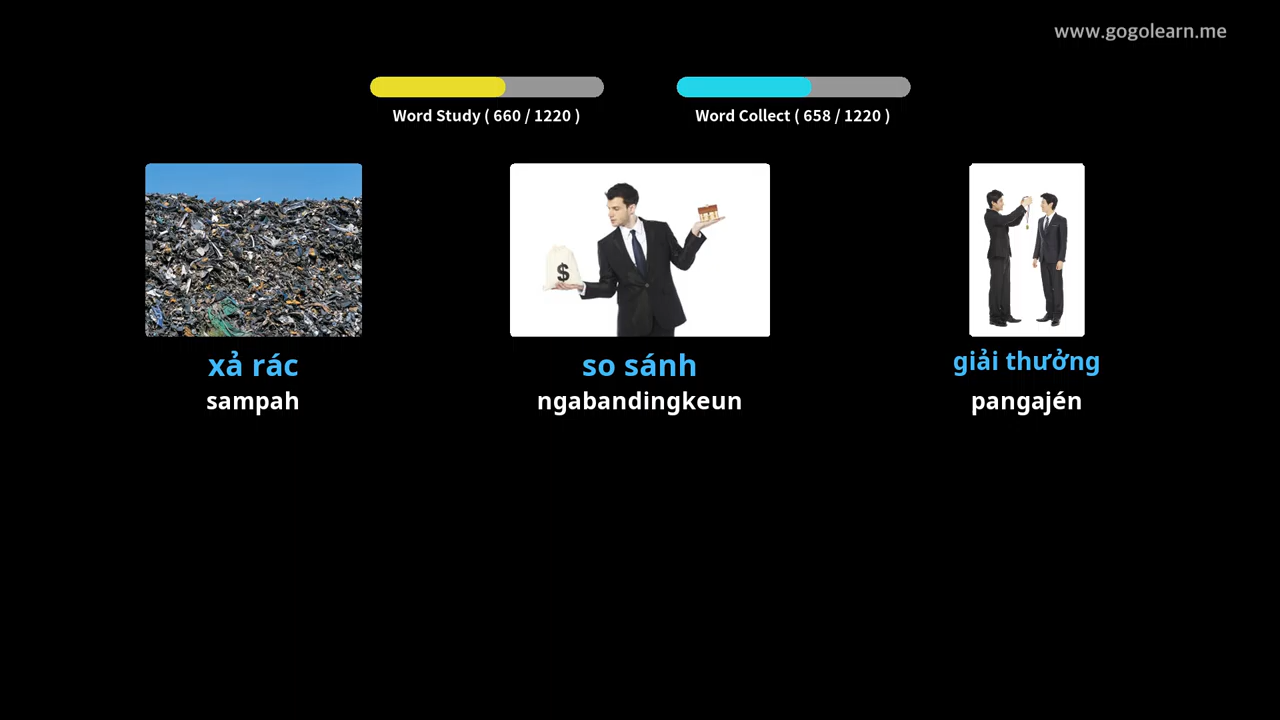 www.gogolearn.me
Word Study ( 660 / 1220 )
Word Collect ( 658 / 1220 )
$
xả rác
sampah
so sánh
ngabandingkeun
giải thưởng
pangajén